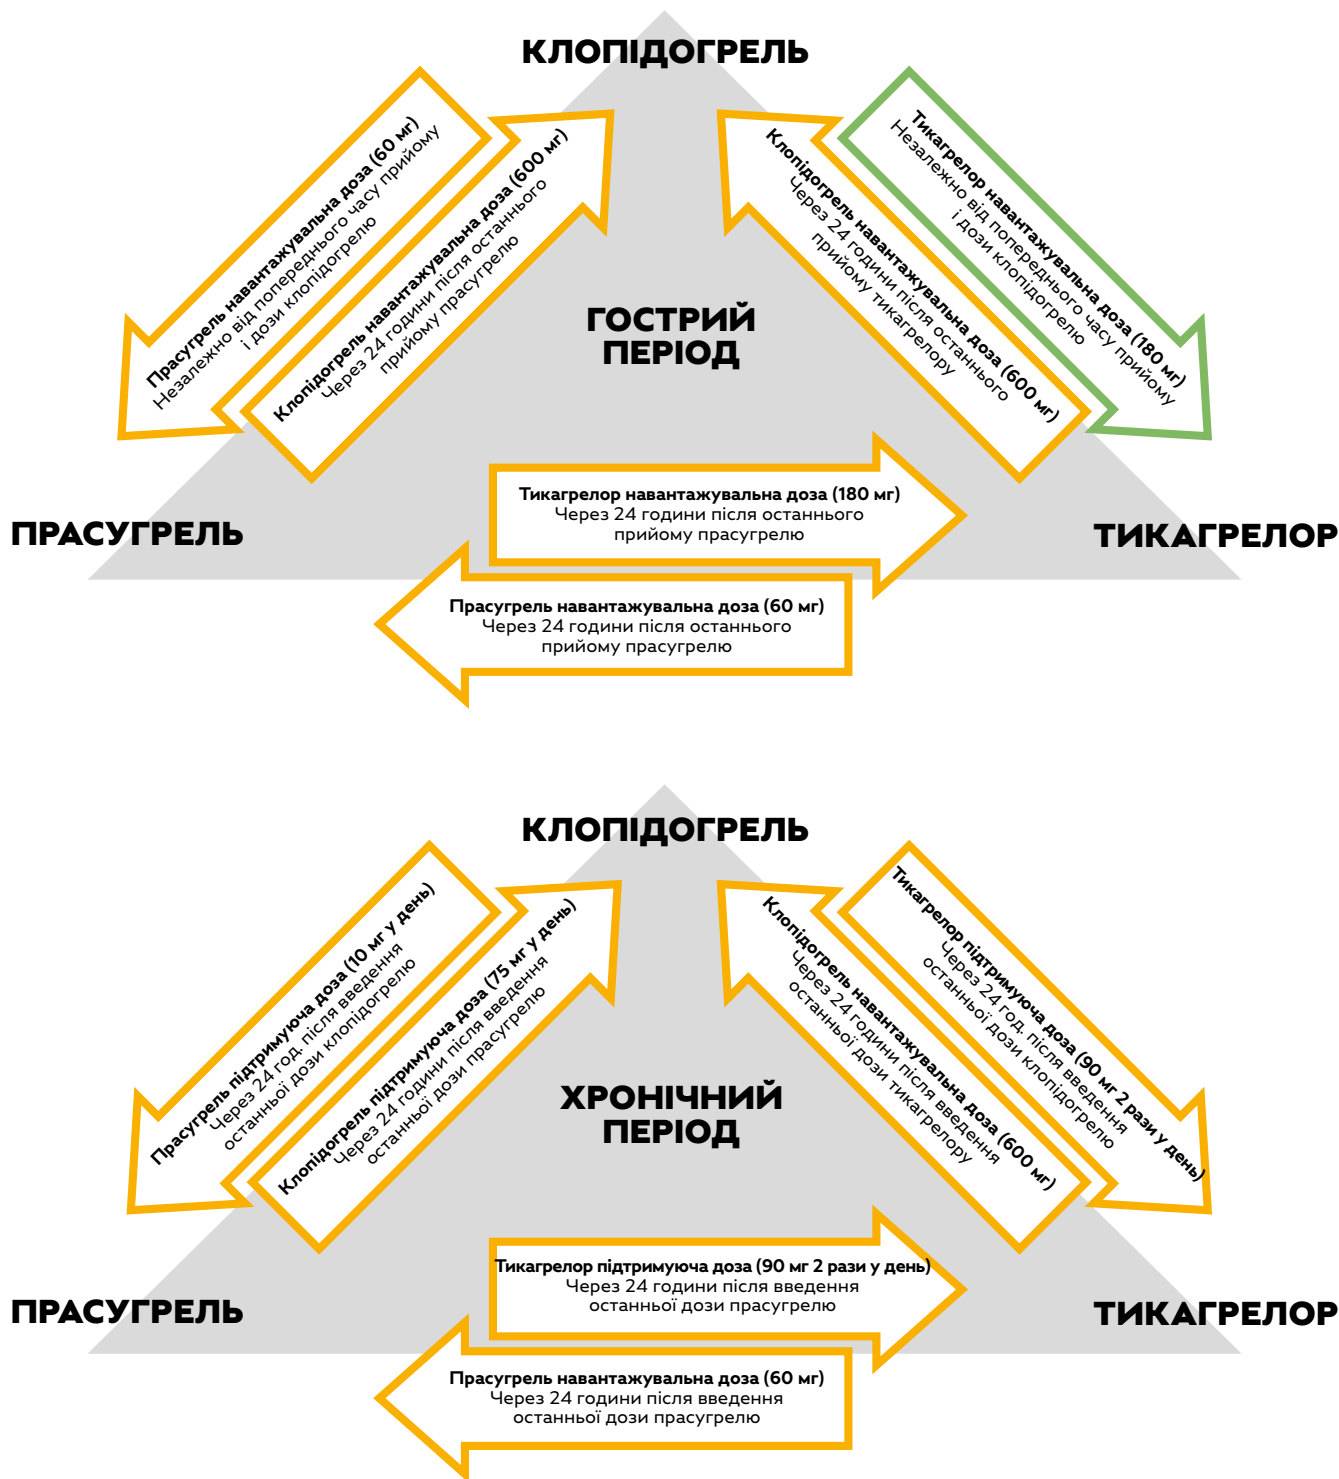 КЛОПІДОГРЕЛЬ
Прасугрель навантажувальна доза (60 мг)
Незалежно від попереднього часу прийому
і дози клопідогрелю
Клопідогрель навантажувальна доза (600 мг)
Через 24 години після останнього
прийому прасугрелю
Клопідогрель навантажувальна доза (600 мг)
Через 24 години після останнього
прийому тикагрелору
Тикагрелор навантажувальна доза (180 мг)
Незалежно від попереднього часу прийому
і дози клопідогрелю
ГОСТРИЙ
ПЕРІОД
ПРАСУГРЕЛЬ
Тикагрелор навантажувальна доза (180 мг)
Через 24 години після останнього
прийому прасугрелю
ТИКАГРЕЛОР
Прасугрель навантажувальна доза (60 мг)
Через 24 години після останнього
прийому прасугрелю
КЛОПІДОГРЕЛЬ
Прасугрель підтримуюча доза (10 мг у день)
Через 24 год. після введення
останньої дози клопідогрелю
Клопідогрель підтримуюча доза (75 мг у день)
Через 24 години після введення
останньої дози прасугрелю
Клопідогрель навантажувальна доза (600 мг)
Через 24 години після введення
останньої дози тикагрелору
Тикагрелор підтримуюча доза (90 мг 2 рази у день)
Через 24 год. після введення
останньої дози клопідогрелю
ХРОНІЧНИЙ
ПЕРІОД
ПРАСУГРЕЛЬ
Тикагрелор підтримуюча доза (90 мг 2 рази у день)
Через 24 години після введення
останньої дози прасугрелю
ТИКАГРЕЛОР
Прасугрель навантажувальна доза (60 мг)
Через 24 години після введення
останньої дози прасугрелю